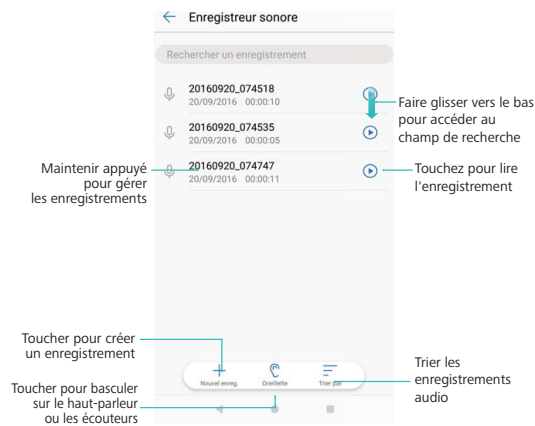 Enregistreur sonore
Rechercher un enregistrement
20160920_074518
20/09/2016 00:00:10
Faire glisser vers le bas
pour accéder au
champ de recherche
20160920_074535
20/09/2016 00:00:05
Maintenir appuyé
pour gérer
les enregistrements
20160920_074747
20/09/2016 00:00:11
Touchez pour lire
l'enregistrement
Toucher pour créer
un enregistrement
Toucher pour basculer
sur le haut-parleur
ou les écouteurs
Nouvel enreg.
Oreillette
Trier par
Trier les
enregistrements
audio